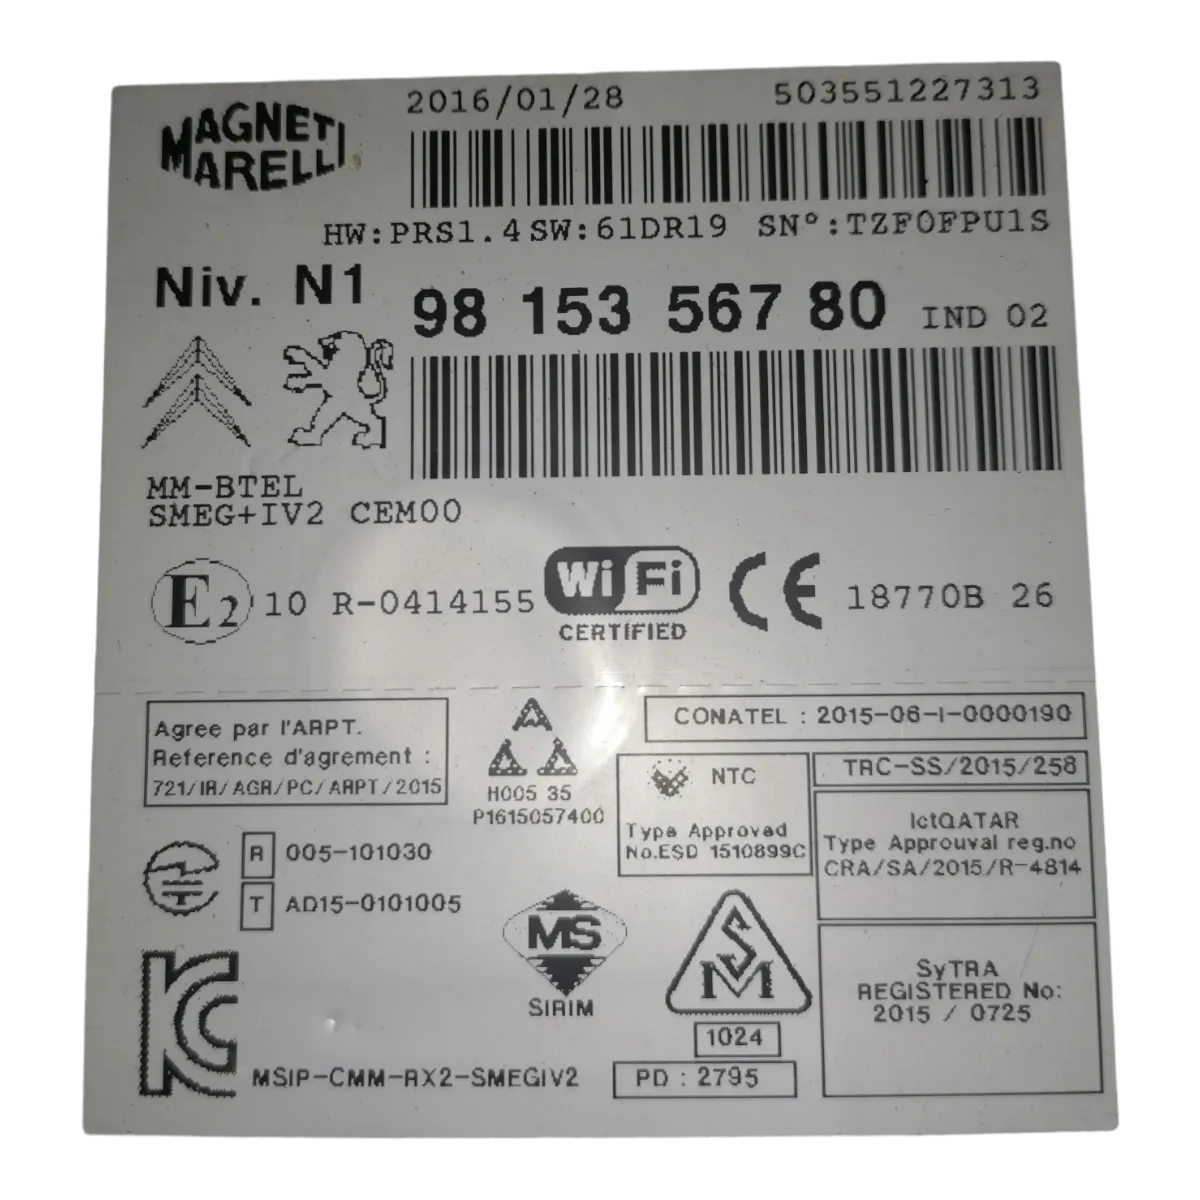 MAGNETI
MARELLI
2016/01/28 503551227313
HW:PRS1.4 SW:61DR19 SN°:TZF0FPU1S
Niv. N1
98 153 567 80 IND 02
MM-BTEL
SMEG+IV2 CEM00
E2 10 R-0414155
Wi Fi
CERTIFIED
CE 18770B 26
Agree par l'ARPT.
Reference d'agrement :
721/IR/AGR/PC/ARPT/2015
H005 35
P1615057400
CONATEL : 2015-06-I-0000190
NTC
Type Approved
No.ESD 1510899C
TRC-SS/2015/258
IctQATAR
Type Approuval reg.no
CRA/SA/2015/R-4814
R 005-101030
T AD15-0101005
MS
SIRIM
SM
1024
PD : 2795
SyTRA
REGISTERED No:
2015 / 0725
KC
MSIP-CMM-RX2-SMEGIV2